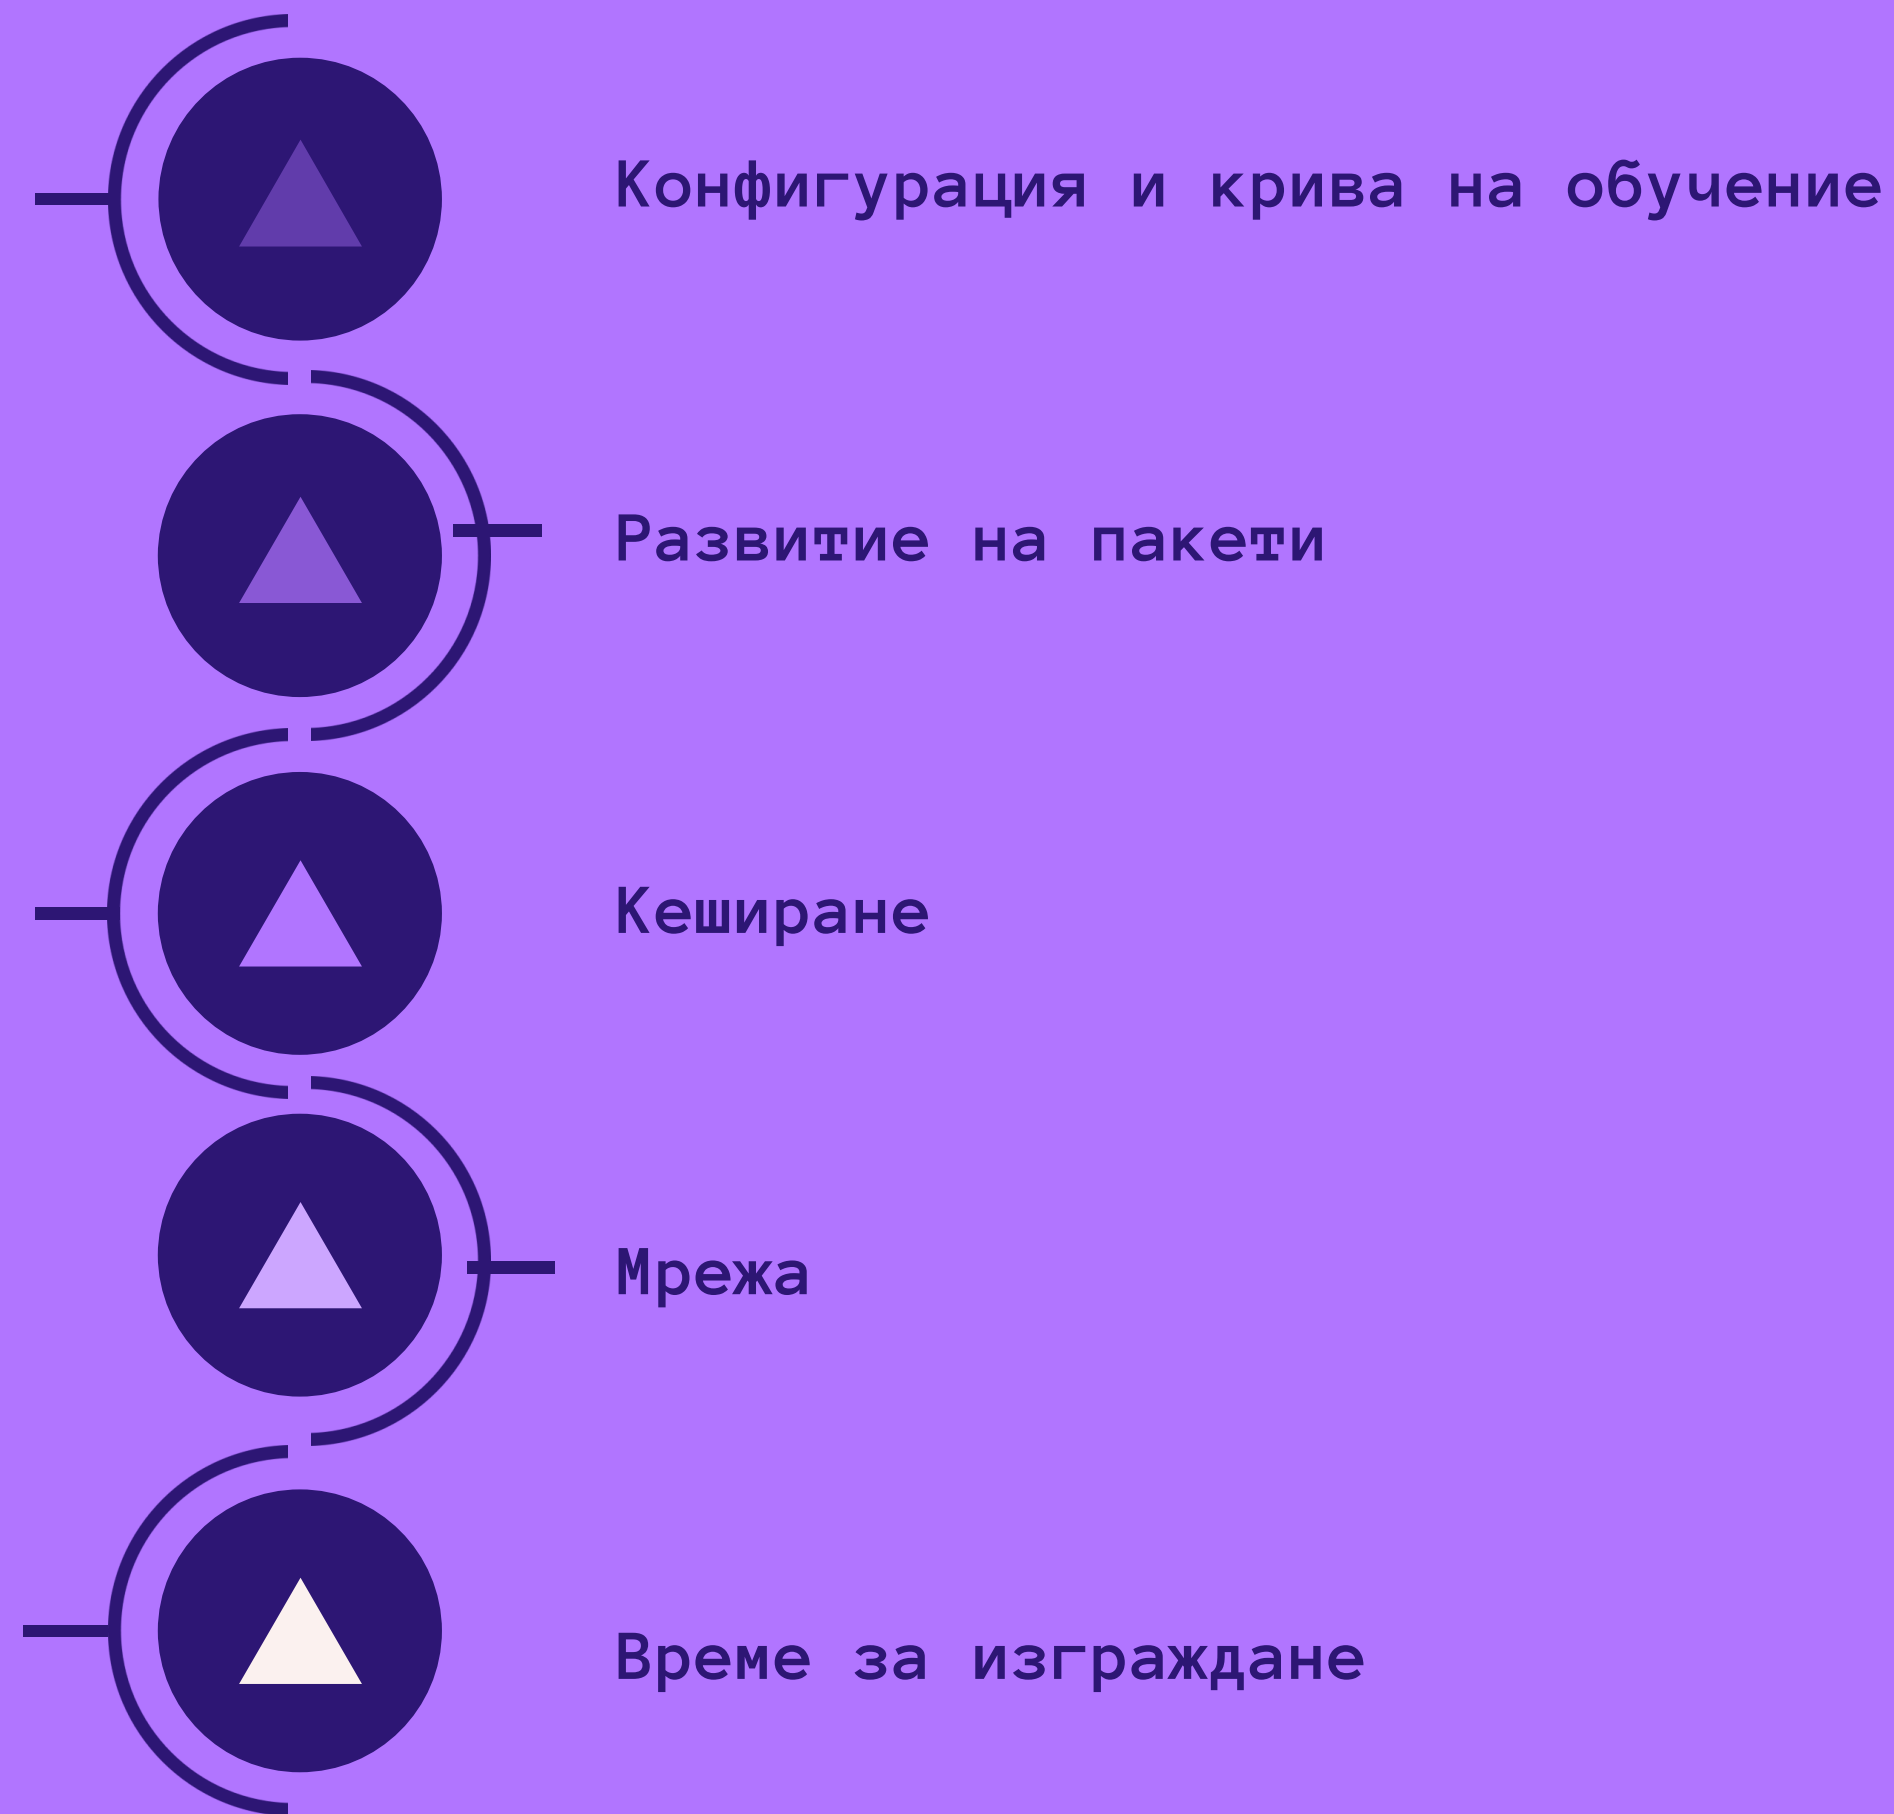 Конфигурация и крива на обучение
Развитие на пакети
Кеширане
Мрежа
Време за изграждане